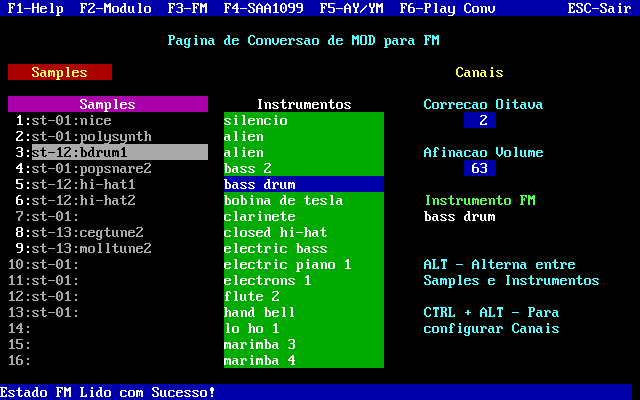 F1-Help F2-Modulo F3-FM F4-SAA1099 F5-AY/YM F6-Play Conv ESC-Sair
Pagina de Conversao de MOD para FM
Samples Canais
Samples Instrumentos Correcao Oitava
1:st-01:nice silencio 2
2:st-01:polysynth alien
3:st-12:bdrum1 alien Afinacao Volume
4:st-01:popsnare2 bass 2 63
5:st-12:hi-hat1 bass drum
6:st-12:hi-hat2 bobina de tesla Instrumento FM
7:st-01: clarinete bass drum
8:st-13:cegtune2 closed hi-hat
9:st-13:molltune2 electric bass
10:st-01: electric piano 1 ALT - Alterna entre
11:st-01: electrons 1 Samples e Instrumentos
12:st-01: flute 2
13:st-01: hand bell CTRL + ALT - Para
14: lo ho 1 configurar Canais
15: marimba 3
16: marimba 4
Estado FM Lido com Sucesso!